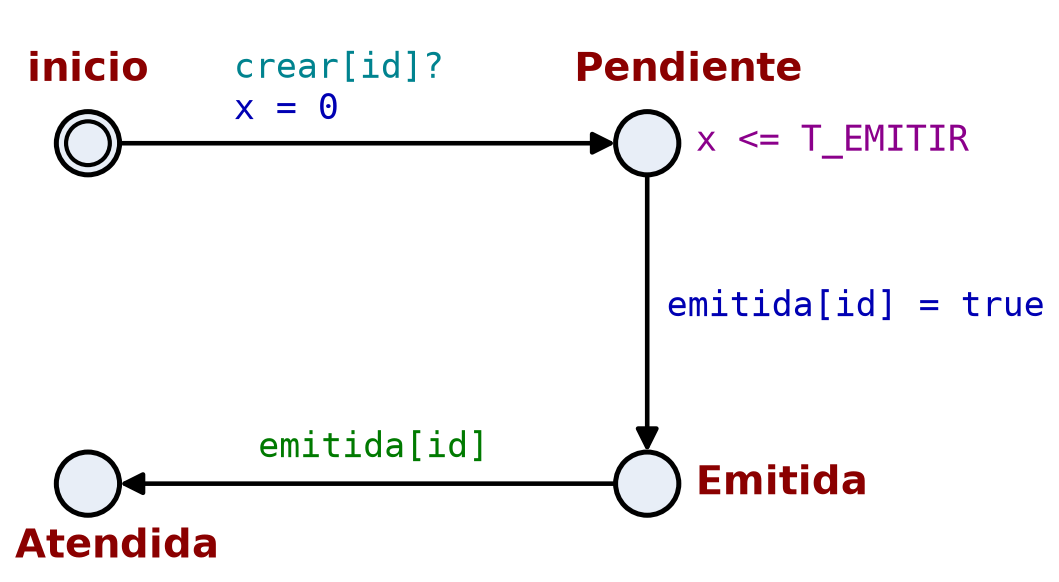 inicio
crear[id]?
x = 0
Pendiente
x <= T_EMITIR
emitida[id] = true
emitida[id]
Emitida
Atendida